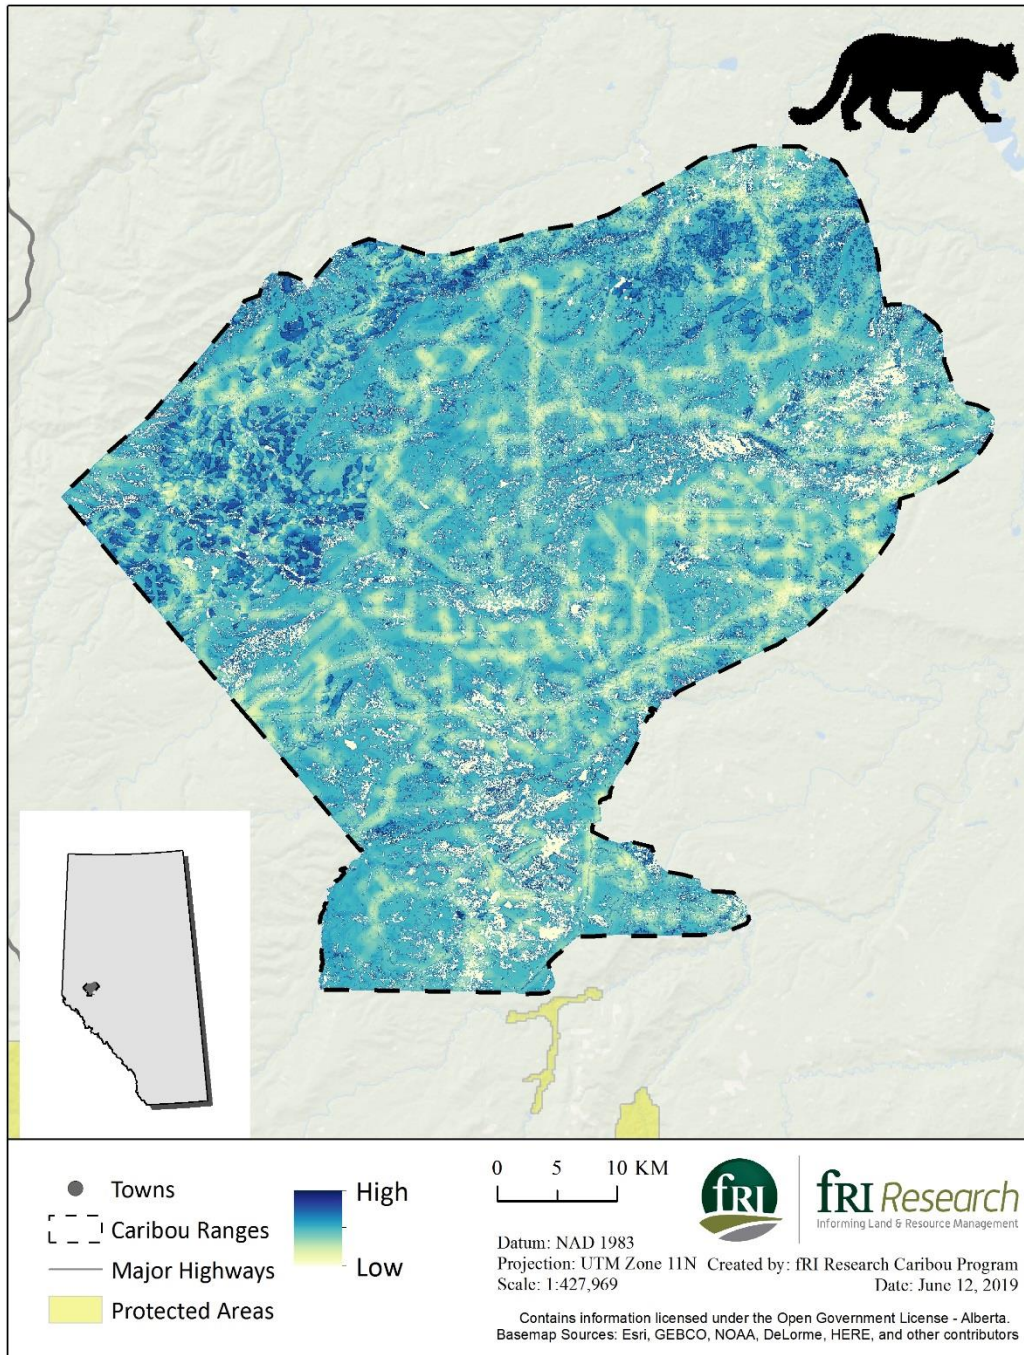 Towns
Caribou Ranges
Major Highways
Protected Areas
High
Low
0 5 10 KM
Datum: NAD 1983
Projection: UTM Zone 11N
Scale: 1:427,969
fRI
fRI Research
Informing Land & Resource Management
Created by: fRI Research Caribou Program
Date: June 12, 2019
Contains information licensed under the Open Government License - Alberta.
Basemap Sources: Esri, GEBCO, NOAA, DeLorme, HERE, and other contributors